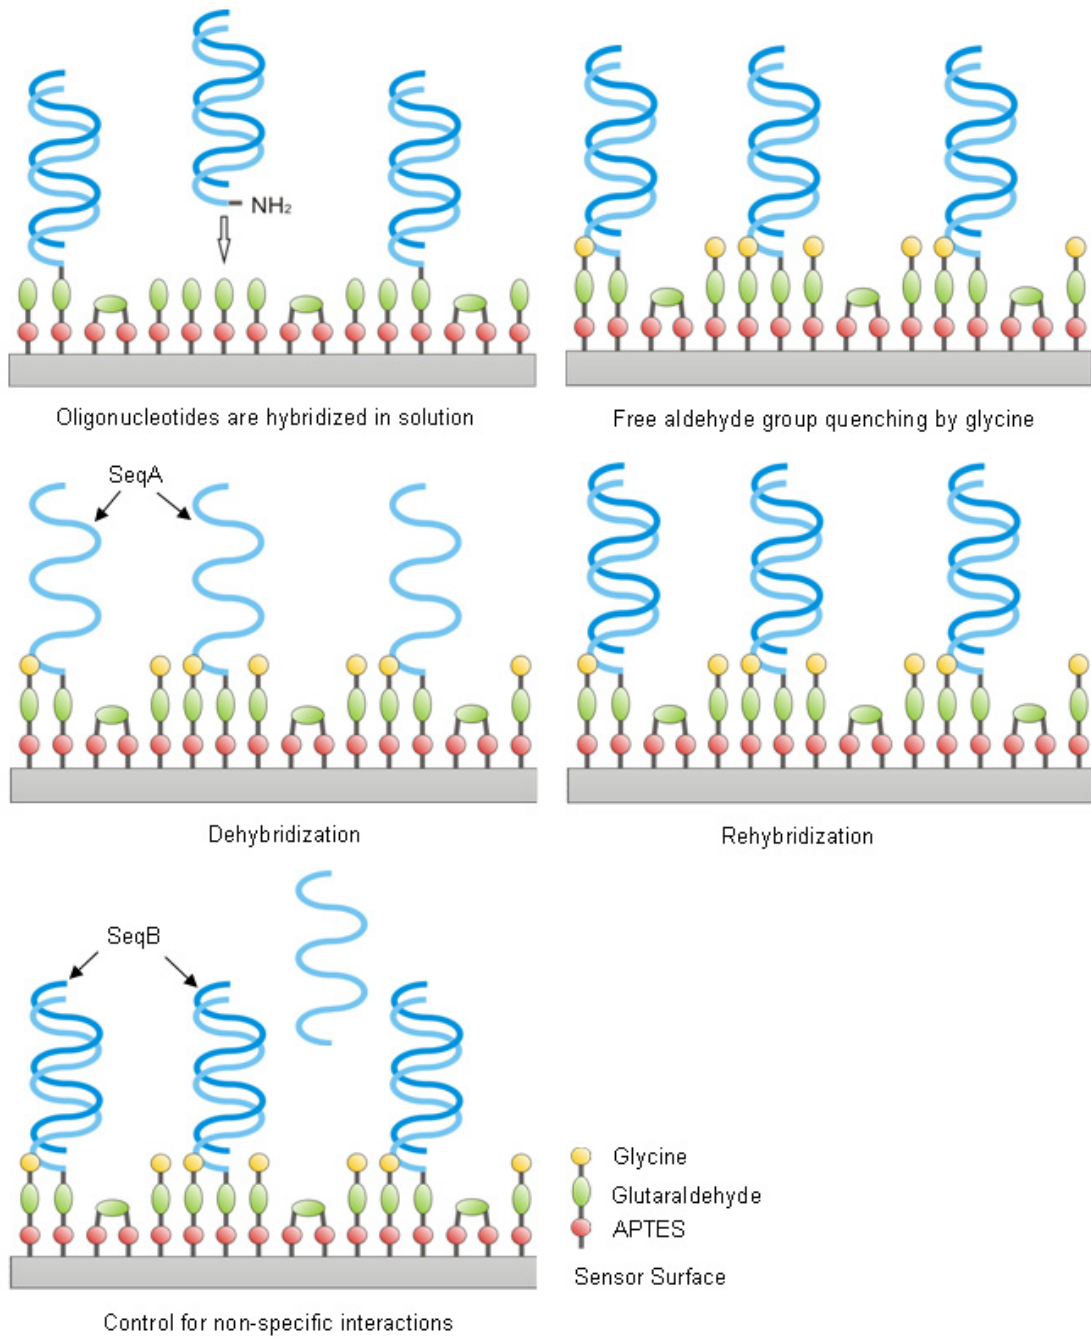 NH₂
Oligonucleotides are hybridized in solution
Free aldehyde group quenching by glycine
SeqA
Dehybridization
Rehybridization
SeqB
Glycine
Glutaraldehyde
APTES
Sensor Surface
Control for non-specific interactions